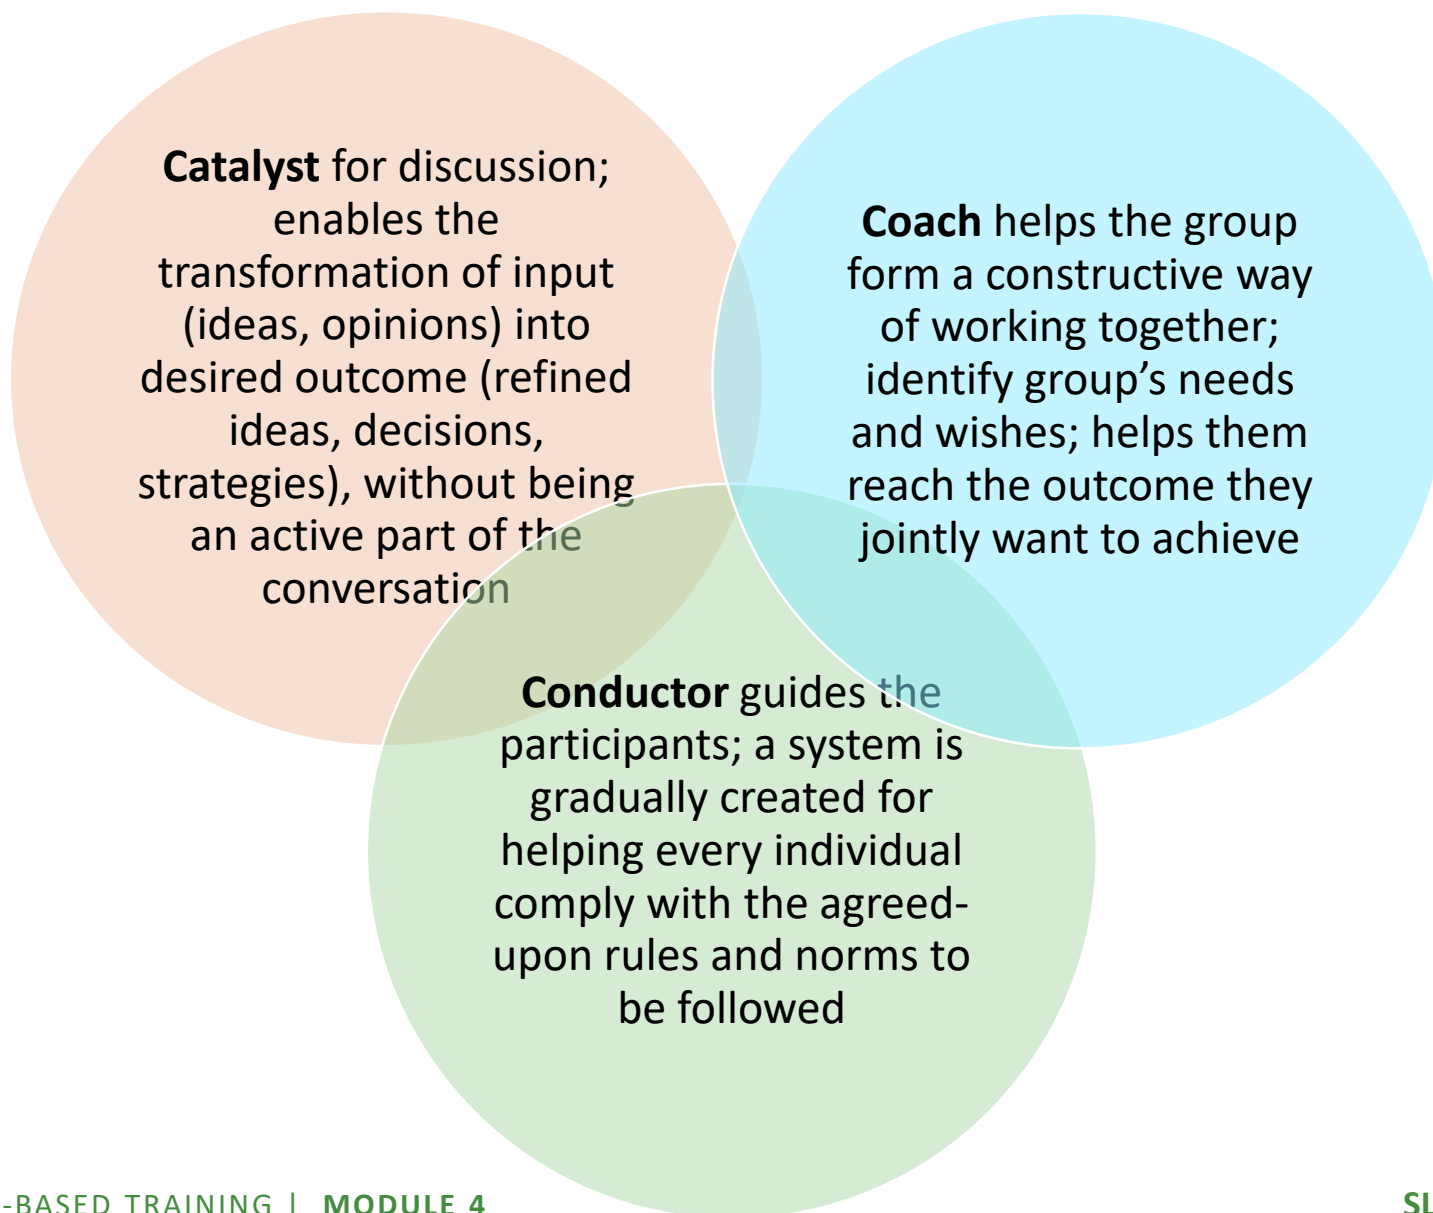 Catalyst for discussion;
enables the
transformation of input
(ideas, opinions) into
desired outcome (refined
ideas, decisions,
strategies), without being
an active part of the
conversation
Coach helps the group
form a constructive way
of working together;
identify group’s needs
and wishes; helps them
reach the outcome they
jointly want to achieve
Conductor guides the
participants; a system is
gradually created for
helping every individual
comply with the agreed-
upon rules and norms to
be followed
-BASED TRAINING | MODULE 4
SL